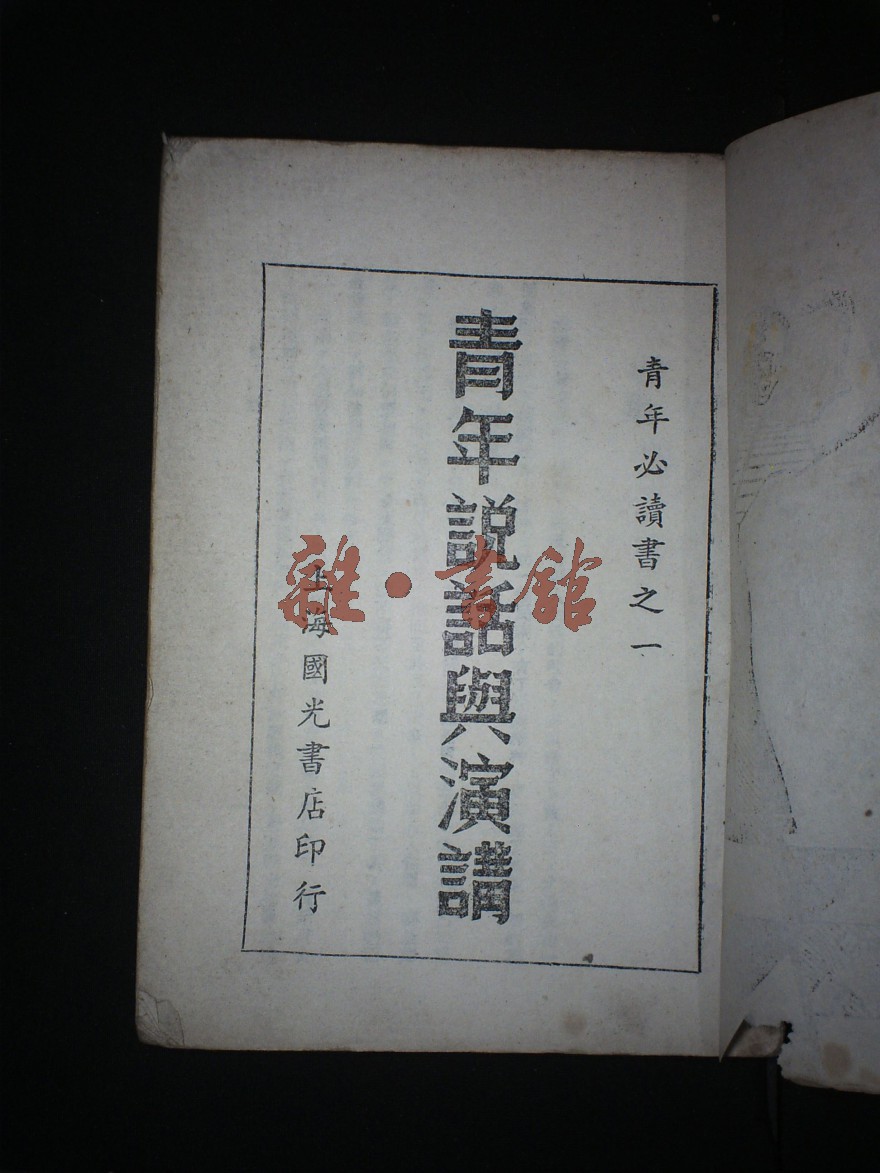 青年必讀書之一
青年説話與演講
上海國光書店印行
雜·書館